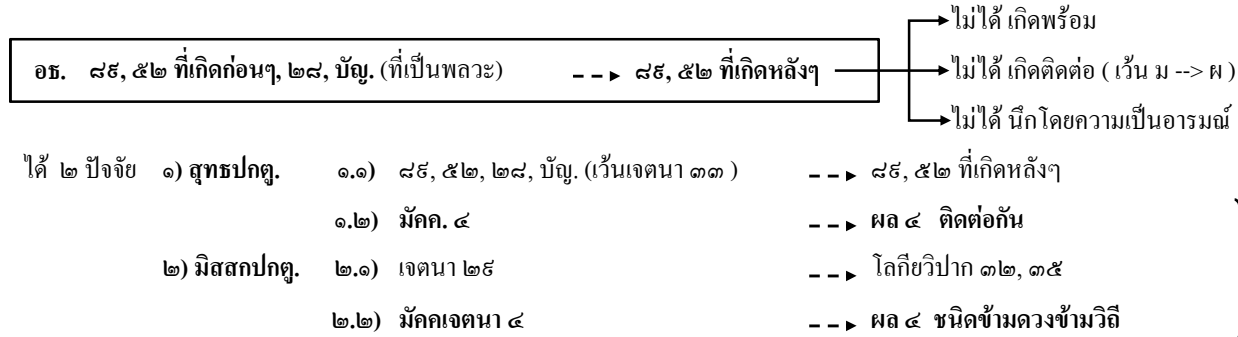 ไม่ได้ เกิดพร้อม
อธ. ๘๙, ๕๒ ที่เกิดก่อนๆ, ๒๘, บัญ. (ที่เป็นพลวะ) ๘๙, ๕๒ ที่เกิดหลังๆ ไม่ได้ เกิดติดต่อ ( เว้น ม --> ผ )
ไม่ได้ นึกโดยความเป็นอารมณ์
ได้ ๒ ปัจจัย ๑) สุทธปกตู. ๑.๑) ๘๙, ๕๒, ๒๘, บัญ. (เว้นเจตนา ๓๓ ) ๘๙, ๕๒ ที่เกิดหลังๆ
๑.๒) มัคค. ๔ ผล ๔ ติดต่อกัน
๒) มิสสกปกตู. ๒.๑) เจตนา ๒๙ โลกียวิปาก ๓๒, ๓๕
๒.๒) มัคคเจตนา ๔ ผล ๔ ชนิดข้ามดวงข้ามวิถี